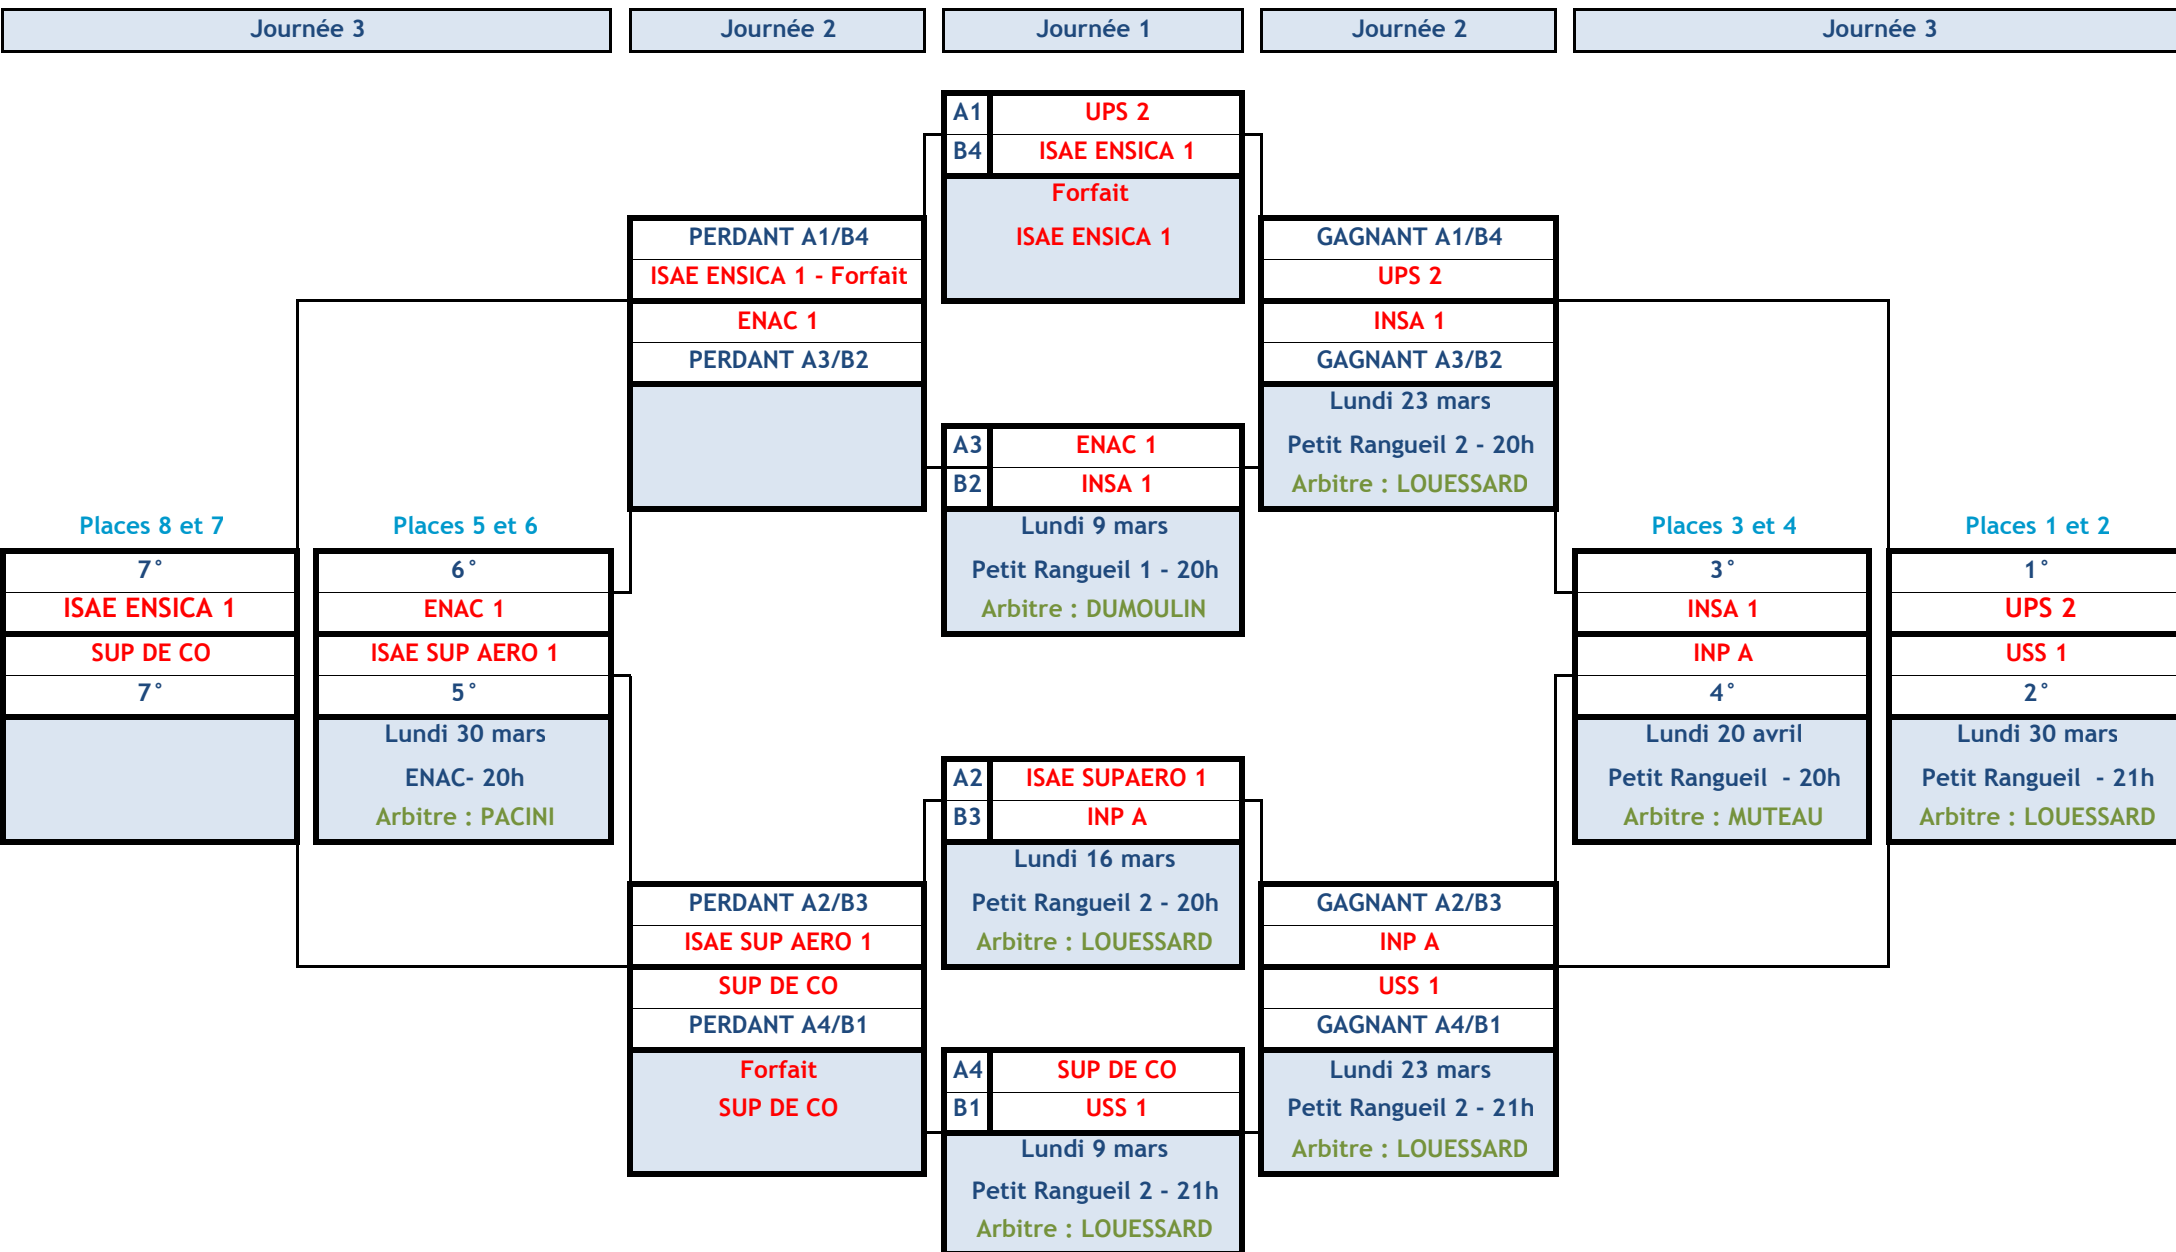 Journée 3
Journée 2
Journée 1
Journée 2
Journée 3
A1 UPS 2
B4 ISAE ENSICA 1
Forfait
ISAE ENSICA 1
PERDANT A1/B4
ISAE ENSICA 1 - Forfait
ENAC 1
PERDANT A3/B2
GAGNANT A1/B4
UPS 2
INSA 1
GAGNANT A3/B2
Lundi 23 mars
Petit Rangueil 2 - 20h
Arbitre : LOUESSARD
A3 ENAC 1
B2 INSA 1
Lundi 9 mars
Petit Rangueil 1 - 20h
Arbitre : DUMOULIN
Places 8 et 7
7°
ISAE ENSICA 1
SUP DE CO
7°
Places 5 et 6
6°
ENAC 1
ISAE SUP AERO 1
5°
Lundi 30 mars
ENAC- 20h
Arbitre : PACINI
Places 3 et 4
3°
INSA 1
INP A
4°
Lundi 20 avril
Petit Rangueil - 20h
Arbitre : MUTEAU
Places 1 et 2
1°
UPS 2
USS 1
2°
Lundi 30 mars
Petit Rangueil - 21h
Arbitre : LOUESSARD
A2 ISAE SUPAERO 1
B3 INP A
Lundi 16 mars
Petit Rangueil 2 - 20h
Arbitre : LOUESSARD
PERDANT A2/B3
ISAE SUP AERO 1
SUP DE CO
PERDANT A4/B1
Forfait
SUP DE CO
GAGNANT A2/B3
INP A
USS 1
GAGNANT A4/B1
Lundi 23 mars
Petit Rangueil 2 - 21h
Arbitre : LOUESSARD
A4 SUP DE CO
B1 USS 1
Lundi 9 mars
Petit Rangueil 2 - 21h
Arbitre : LOUESSARD